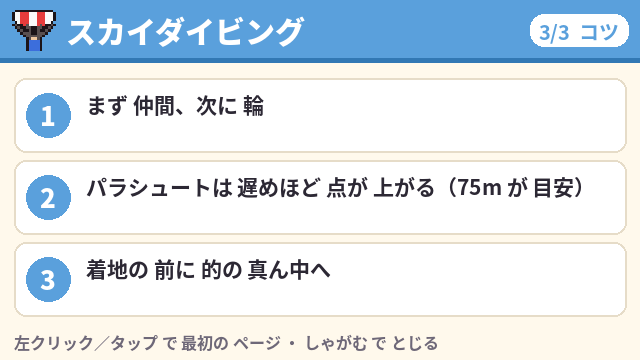 スカイダイビング
3/3 コツ
1
まず 仲間、次に 輪
2
パラシュートは 遅めほど 点が 上がる（75m が 目安）
3
着地の 前に 的の 真ん中へ
左クリック／タップ で 最初の ページ ・ しゃがむ で とじる